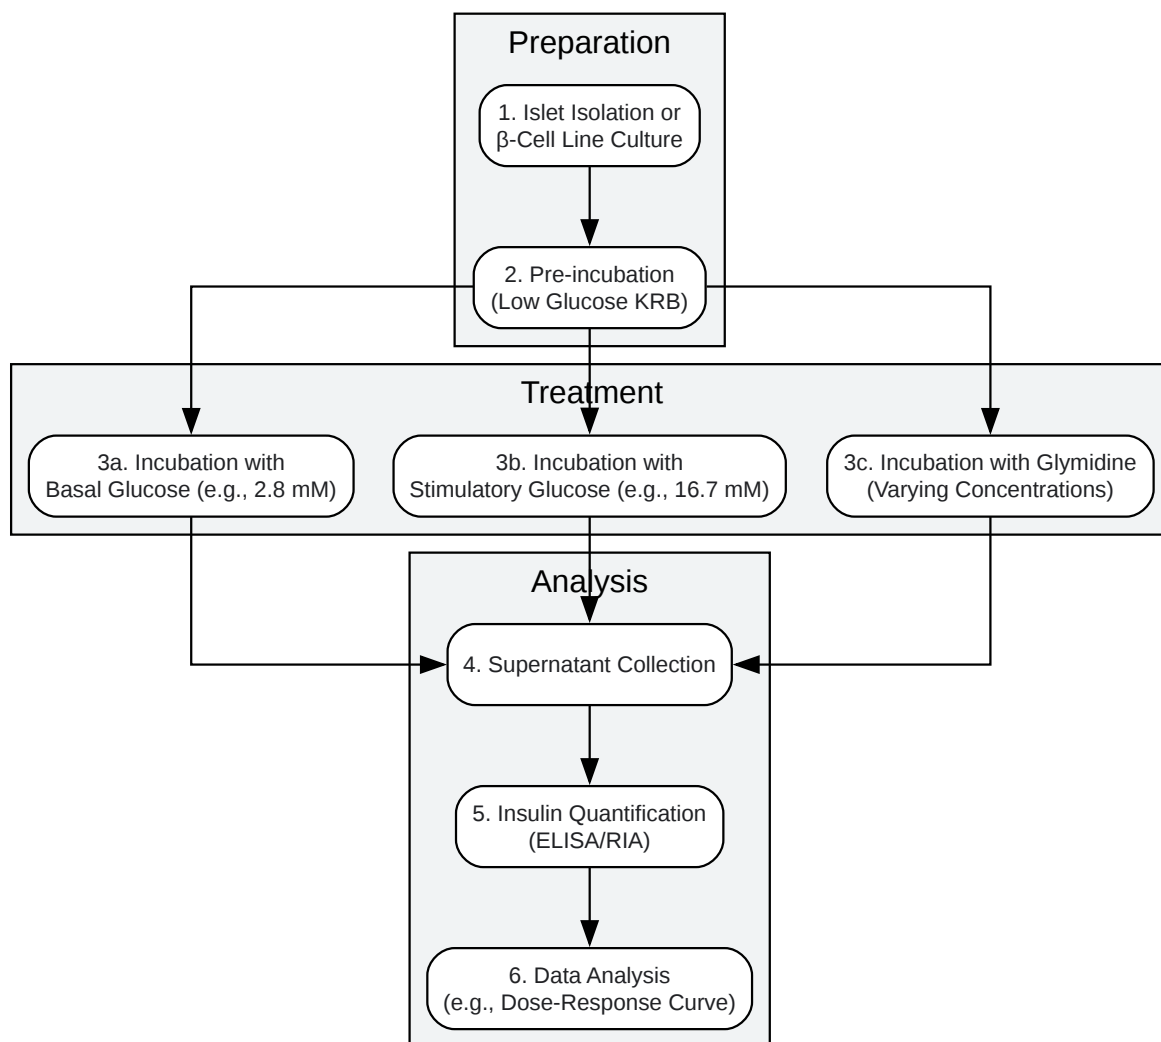 Preparation
1. Islet Isolation or
β-Cell Line Culture
2. Pre-incubation
(Low Glucose KRB)
Treatment
3a. Incubation with
Basal Glucose (e.g., 2.8 mM)
3b. Incubation with
Stimulatory Glucose (e.g., 16.7 mM)
3c. Incubation with Glymidine
(Varying Concentrations)
Analysis
4. Supernatant Collection
5. Insulin Quantification
(ELISA/RIA)
6. Data Analysis
(e.g., Dose-Response Curve)